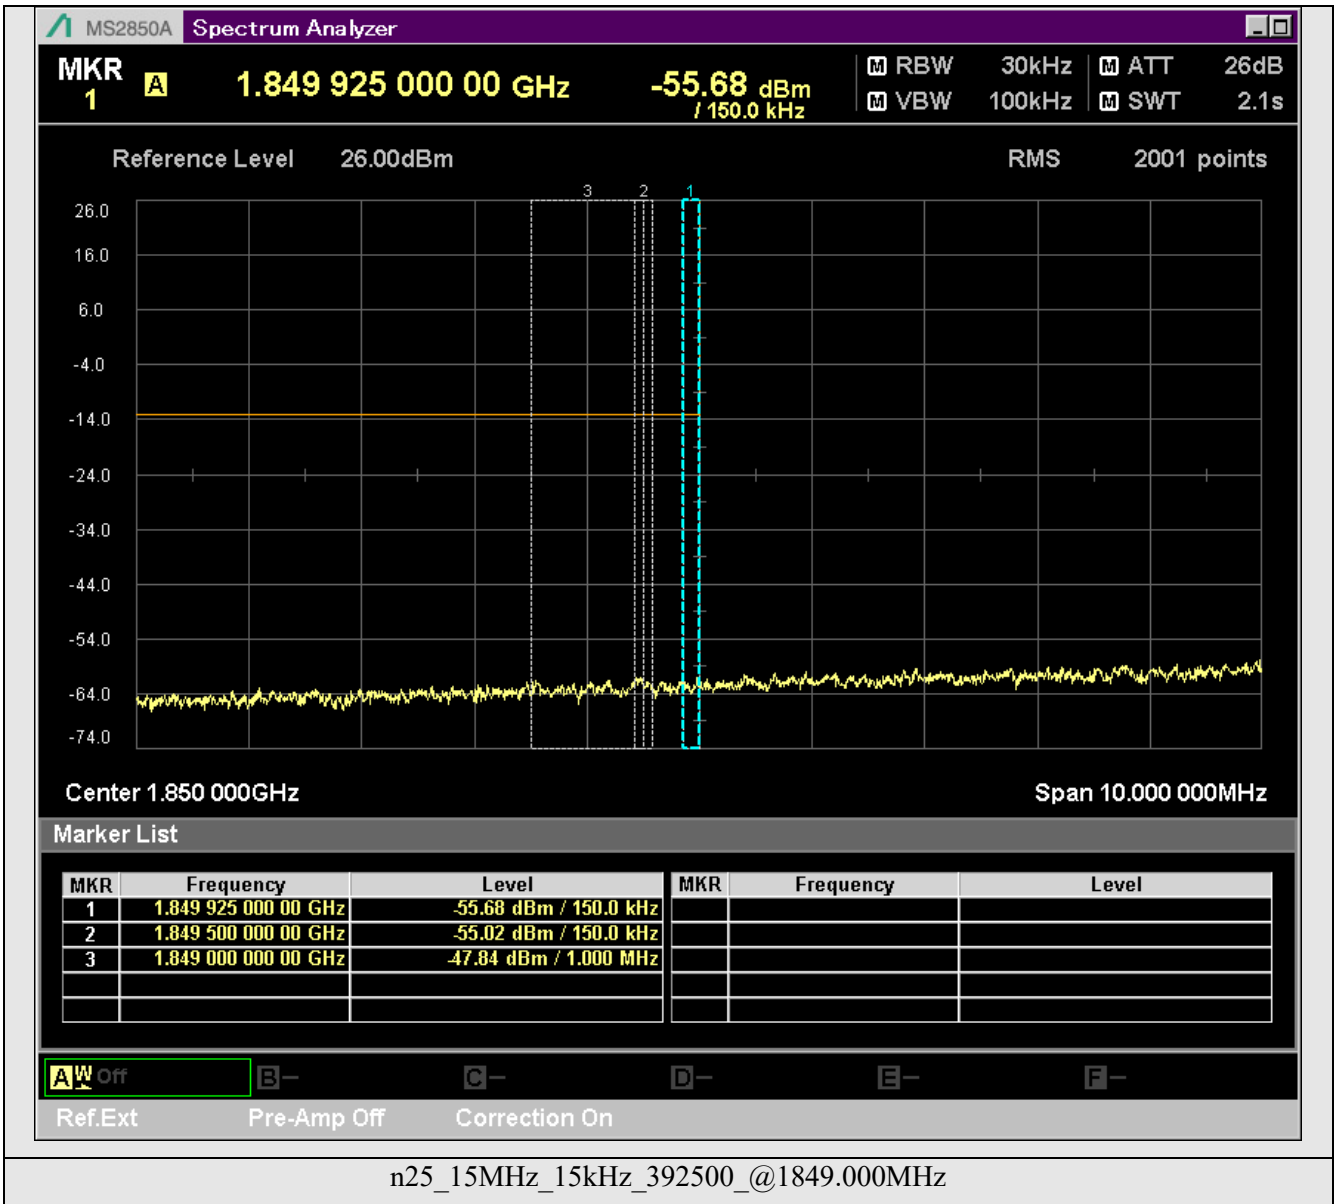 MS2850A Spectrum Analyzer
MKR 1 A 1.849 925 000 00 GHz -55.68 dBm / 150.0 kHz
M RBW 30kHz M ATT 26dB
M VBW 100kHz M SWT 2.1s
Reference Level 26.00dBm RMS 2001 points
3 2 1
26.0
16.0
6.0
-4.0
-14.0
-24.0
-34.0
-44.0
-54.0
-64.0
-74.0
Center 1.850 000GHz Span 10.000 000MHz
Marker List
MKR Frequency Level MKR Frequency Level
1 1.849 925 000 00 GHz -55.68 dBm / 150.0 kHz
2 1.849 500 000 00 GHz -55.02 dBm / 150.0 kHz
3 1.849 000 000 00 GHz -47.84 dBm / 1.000 MHz
A W Off B- C- D- E- F-
Ref.Ext Pre-Amp Off Correction On
n25_15MHz_15kHz_392500_@1849.000MHz